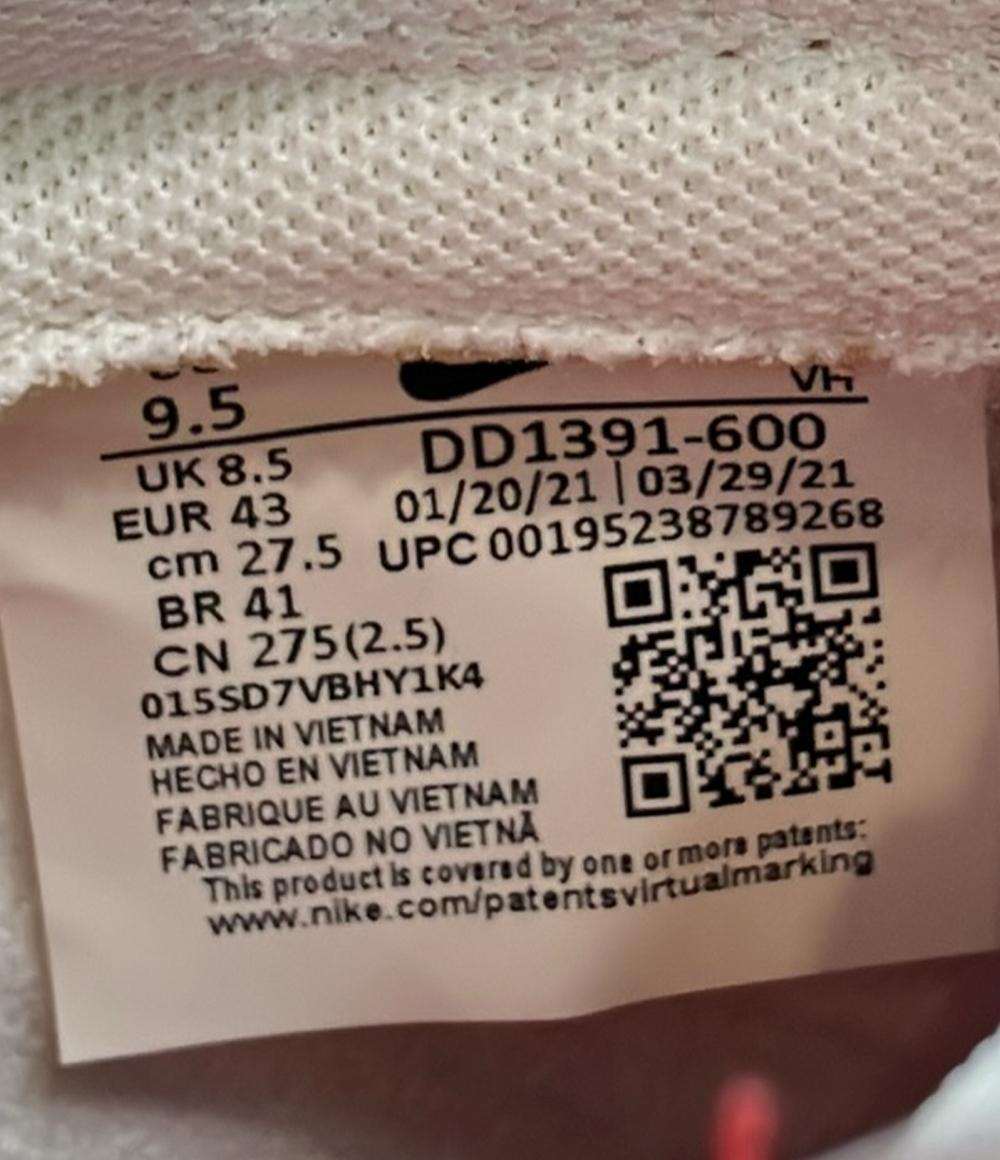 9.5
VH
UK 8.5
DD1391-600
EUR 43
01/20/21 | 03/29/21
cm 27.5
UPC 00195238789268
BR 41
CN 275(2.5)
015SD7VBHY1K4
MADE IN VIETNAM
HECHO EN VIETNAM
FABRIQUE AU VIETNAM
FABRICADO NO VIETNÃ
This product is covered by one or more patents:
www.nike.com/patentsvirtualmarking